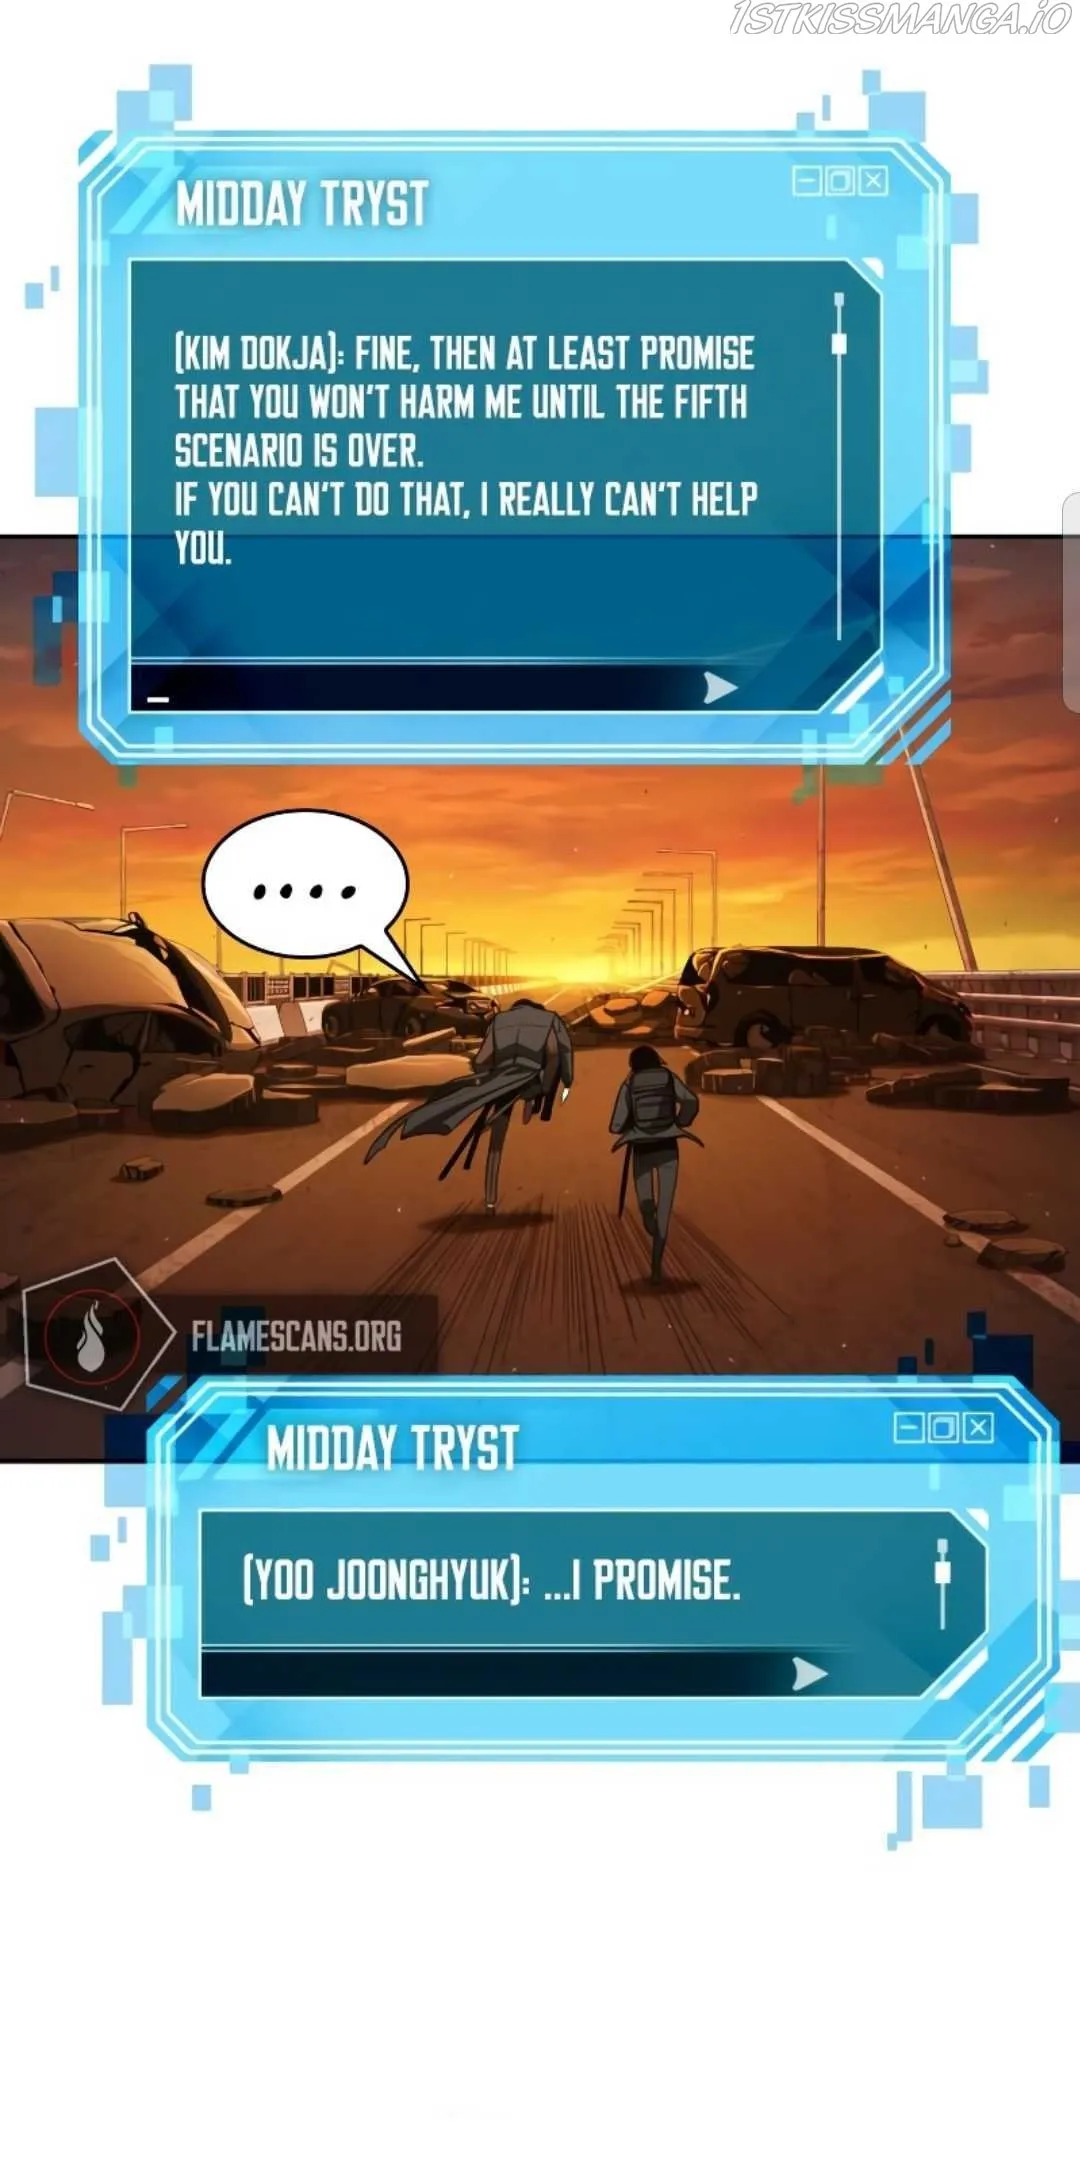 1STKISSMANGA.IO
MIDDAY TRYST
[KIM DOKJA]: FINE, THEN AT LEAST PROMISE
THAT YOU WON'T HARM ME UNTIL THE FIFTH
SCENARIO IS OVER.
IF YOU CAN'T DO THAT, I REALLY CAN'T HELP
YOU.
....
FLAMESCANS.ORG
MIDDAY TRYST
[YOO JOONGHYUK]: ...I PROMISE.